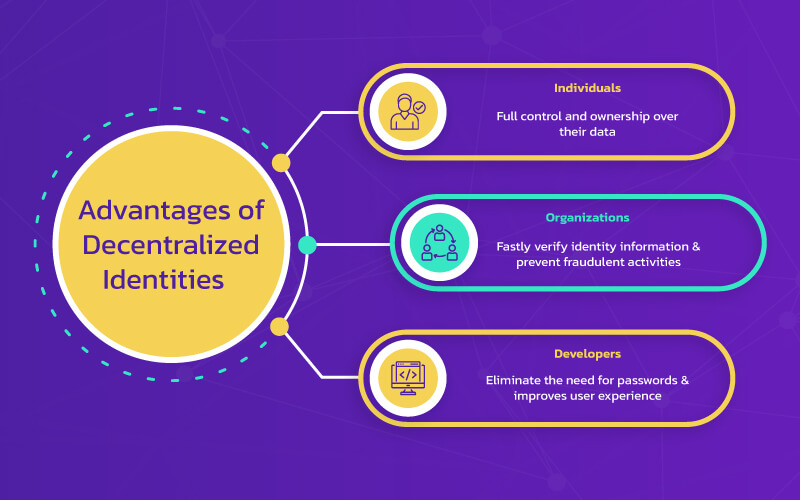 Advantages of
Decentralized
Identities
Individuals
Full control and ownership over
their data
Organizations
Fastly verify identity information &
prevent fraudulent activities
Developers
</>
Eliminate the need for passwords &
improves user experience